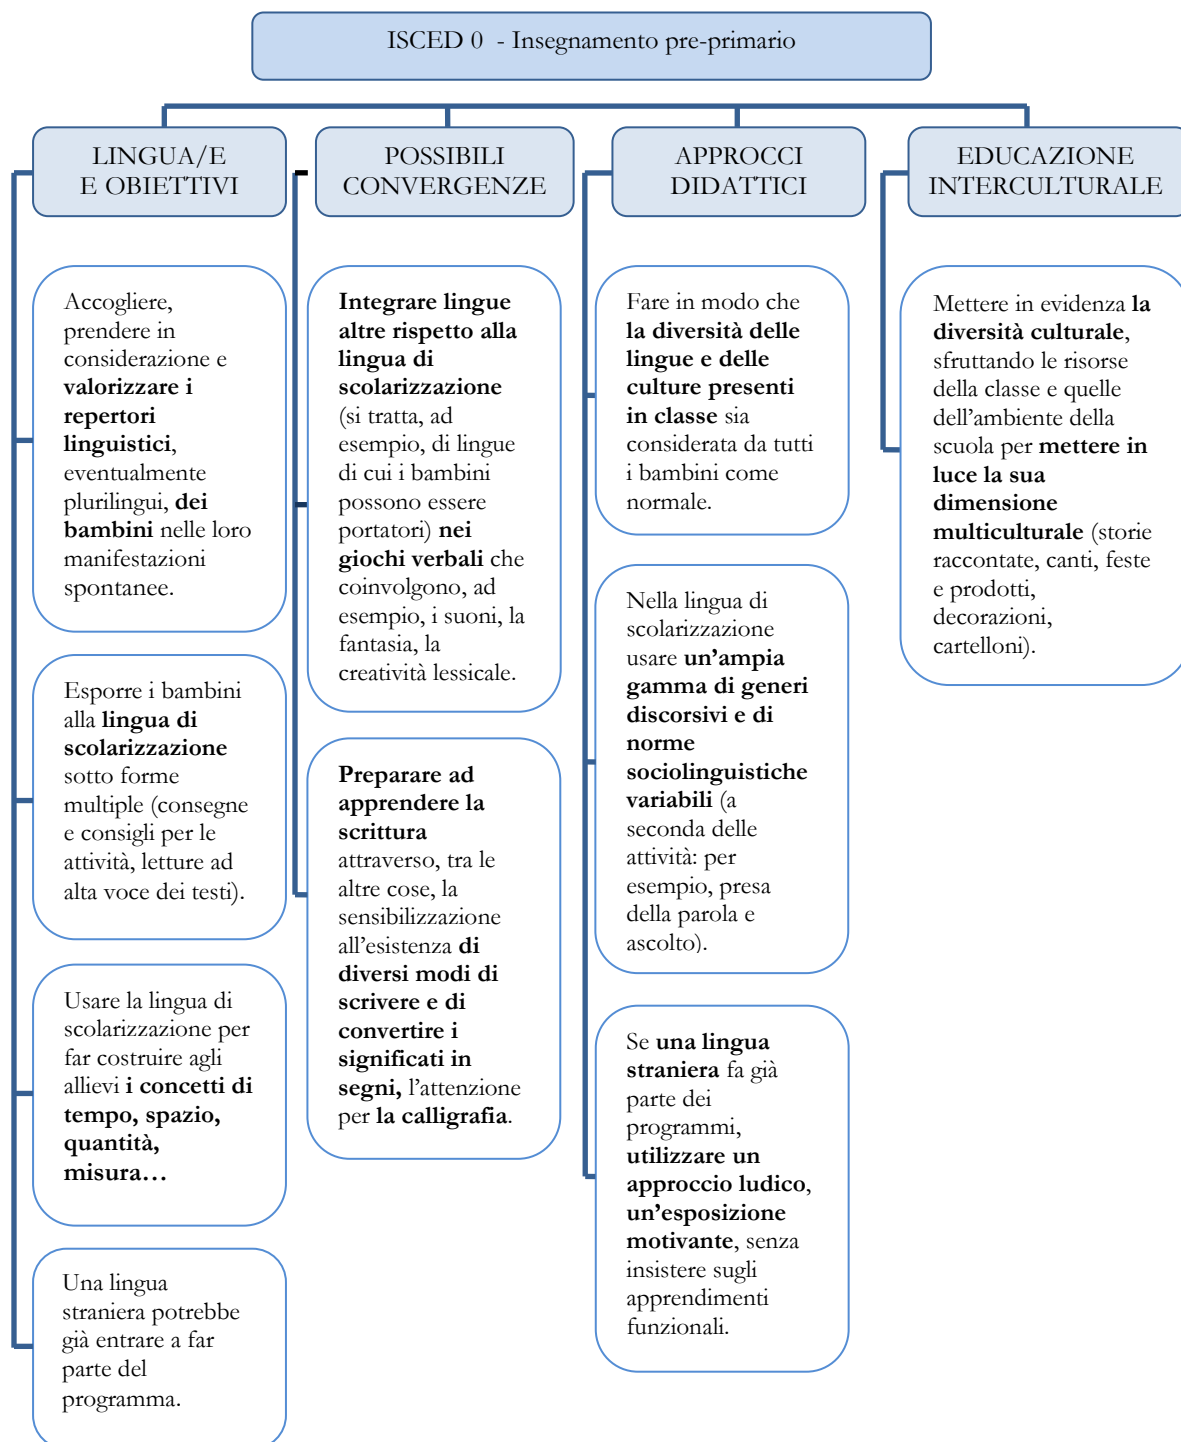 ISCED 0 - Insegnamento pre-primario
LINGUA/E
E OBIETTIVI
Accogliere,
prendere in
considerazione e
valorizzare i
repertori
linguistici,
eventualmente
plurilingui, dei
bambini nelle loro
manifestazioni
spontanee.
Esporre i bambini
alla lingua di
scolarizzazione
sotto forme
multiple (consegne
e consigli per le
attività, letture ad
alta voce dei testi).
Usare la lingua di
scolarizzazione per
far costruire agli
allievi i concetti di
tempo, spazio,
quantità,
misura…
Una lingua
straniera potrebbe
già entrare a far
parte del
programma.
POSSIBILI
CONVERGENZE
Integrare lingue
altre rispetto alla
lingua di
scolarizzazione
(si tratta, ad
esempio, di lingue
di cui i bambini
possono essere
portatori) nei
giochi verbali che
coinvolgono, ad
esempio, i suoni, la
fantasia, la
creatività lessicale.
Preparare ad
apprendere la
scrittura
attraverso, tra le
altre cose, la
sensibilizzazione
all’esistenza di
diversi modi di
scrivere e di
convertire i
significati in
segni, l’attenzione
per la calligrafia.
APPROCCI
DIDATTICI
Fare in modo che
la diversità delle
lingue e delle
culture presenti
in classe sia
considerata da tutti
i bambini come
normale.
Nella lingua di
scolarizzazione
usare un’ampia
gamma di generi
discorsivi e di
norme
sociolinguistiche
variabili (a
seconda delle
attività: per
esempio, presa
della parola e
ascolto).
Se una lingua
straniera fa già
parte dei
programmi,
utilizzare un
approccio ludico,
un’esposizione
motivante, senza
insistere sugli
apprendimenti
funzionali.
EDUCAZIONE
INTERCULTURALE
Mettere in evidenza la
diversità culturale,
sfruttando le risorse
della classe e quelle
dell’ambiente della
scuola per mettere in
luce la sua
dimensione
multiculturale (storie
raccontate, canti, feste
e prodotti,
decorazioni,
cartelloni).